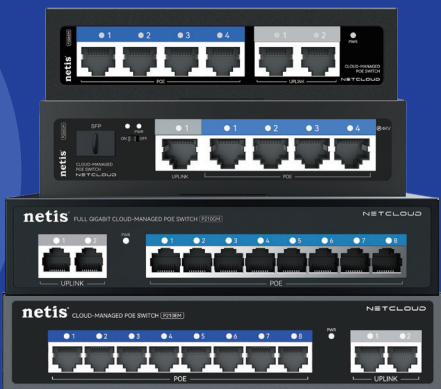 1 2 3 4 1 2
PWR
netis
POE UPLINK
CLOUD-MANAGED
POE SWITCH
NETCLOUD
SFP
PWR
ON OFF
1 1 2 3 4 6KV
netis
CLOUD-MANAGED
POE SWITCH
NETCLOUD
UPLINK POE
netis FULL GIGABIT CLOUD-MANAGED POE SWITCH P210GM NETCLOUD
1 2 PWR 1 2 3 4 5 6 7 8
UPLINK POE
netis CLOUD-MANAGED POE SWITCH P210EM NETCLOUD
1 2 3 4 5 6 7 8 PWR 1 2
POE UPLINK